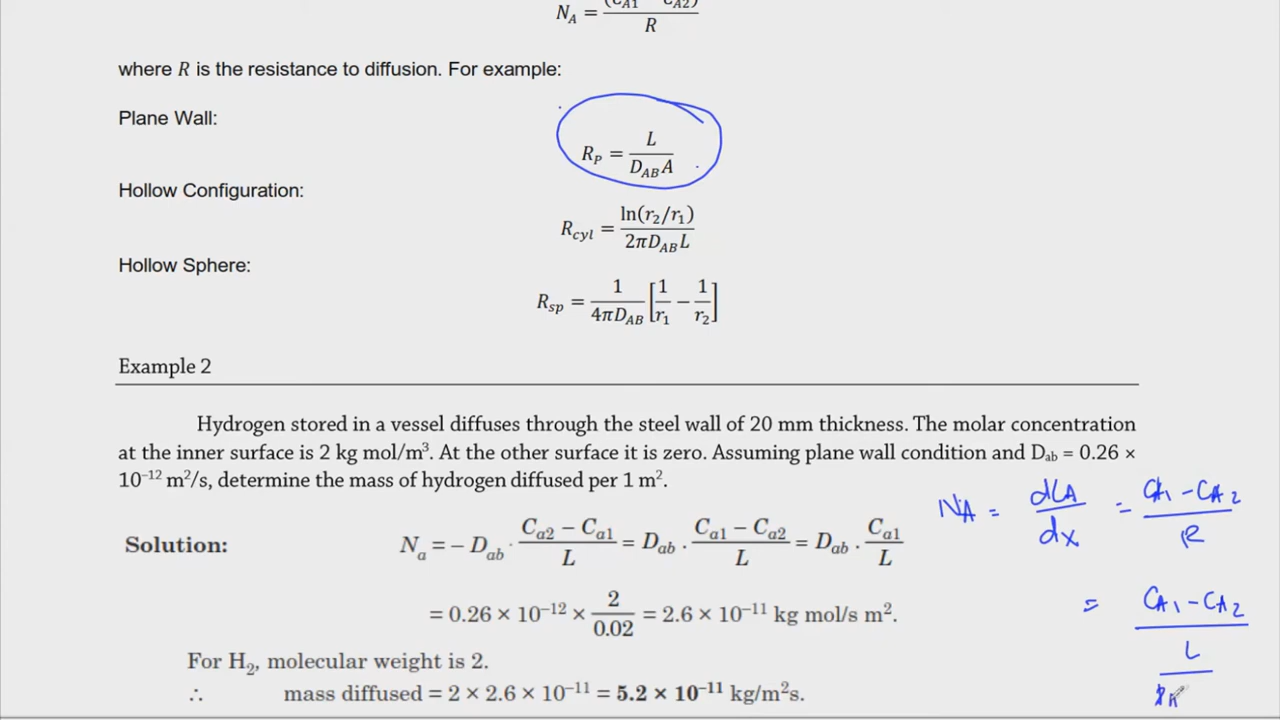 N_A = (C_A1 − C_A2) / R
where R is the resistance to diffusion. For example:
Plane Wall:
R_P = L / D_AB A
Hollow Configuration:
R_cyl = ln(r_2/r_1) / 2πD_AB L
Hollow Sphere:
R_sp = 1 / 4πD_AB [1/r_1 − 1/r_2]
Example 2
Hydrogen stored in a vessel diffuses through the steel wall of 20 mm thickness. The molar concentration
at the inner surface is 2 kg mol/m³. At the other surface it is zero. Assuming plane wall condition and D_ab = 0.26 ×
10⁻¹² m²/s, determine the mass of hydrogen diffused per 1 m².
N_A = dC_A / dx = C_A1 − C_A2 / R
Solution: N_a = − D_ab · C_a2 − C_a1 / L = D_ab · C_a1 − C_a2 / L = D_ab · C_a1 / L
= C_A1 − C_A2 / L /
= 0.26 × 10⁻¹² × 2 / 0.02 = 2.6 × 10⁻¹¹ kg mol/s m².
For H₂, molecular weight is 2.
∴ mass diffused = 2 × 2.6 × 10⁻¹¹ = 5.2 × 10⁻¹¹ kg/m²s.